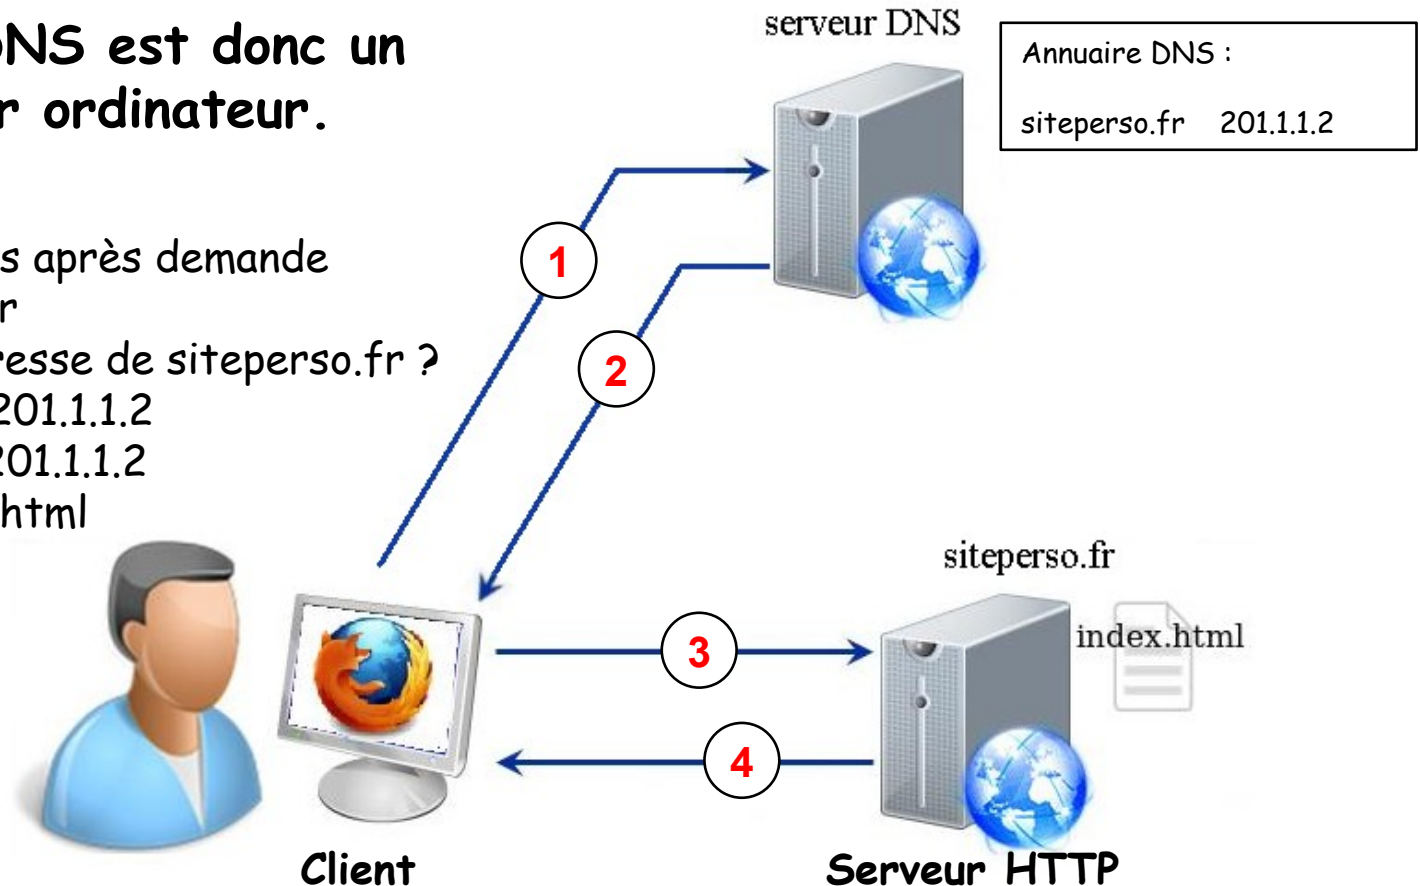 NS est donc un
r ordinateur.
s après demande
r
resse de siteperso.fr ?
201.1.1.2
201.1.1.2
html
serveur DNS
Annuaire DNS :
siteperso.fr 201.1.1.2
1
2
3
4
siteperso.fr
index.html
Client
Serveur HTTP